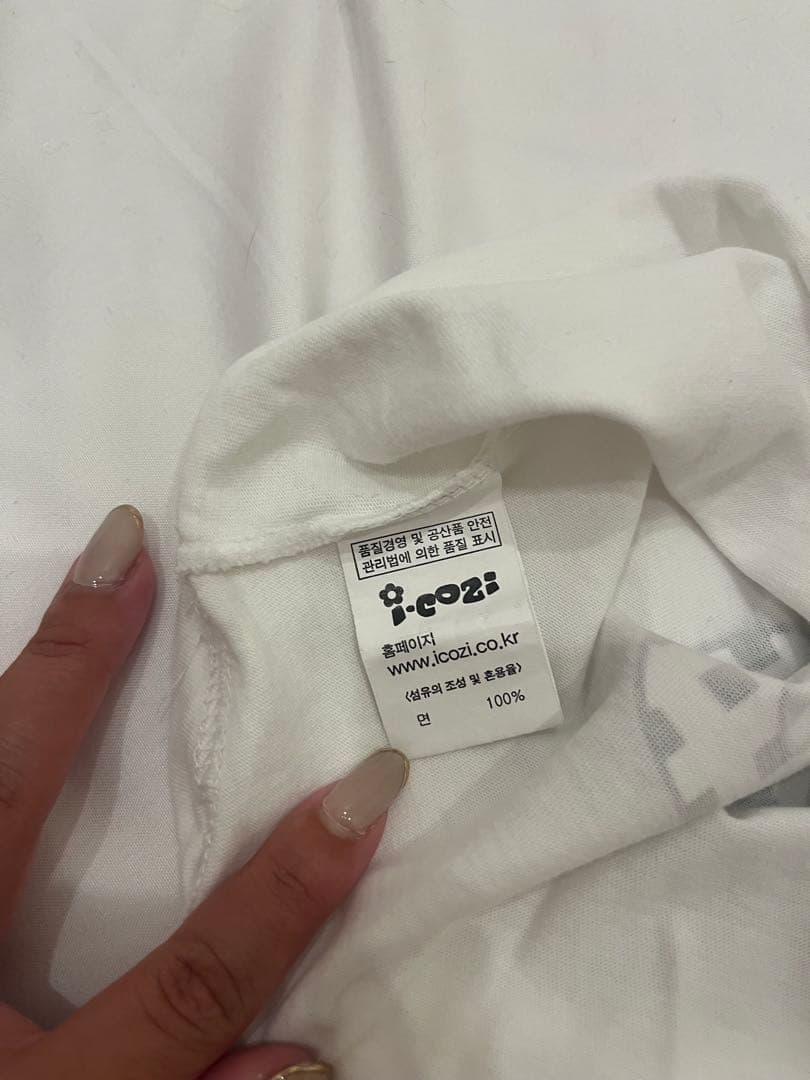 품질경영 및 공산품 안전
관리법에 의한 품질 표시
i-cozi
홈페이지
www.icozi.co.kr
〈섬유의 조성 및 혼용율〉
면 100%